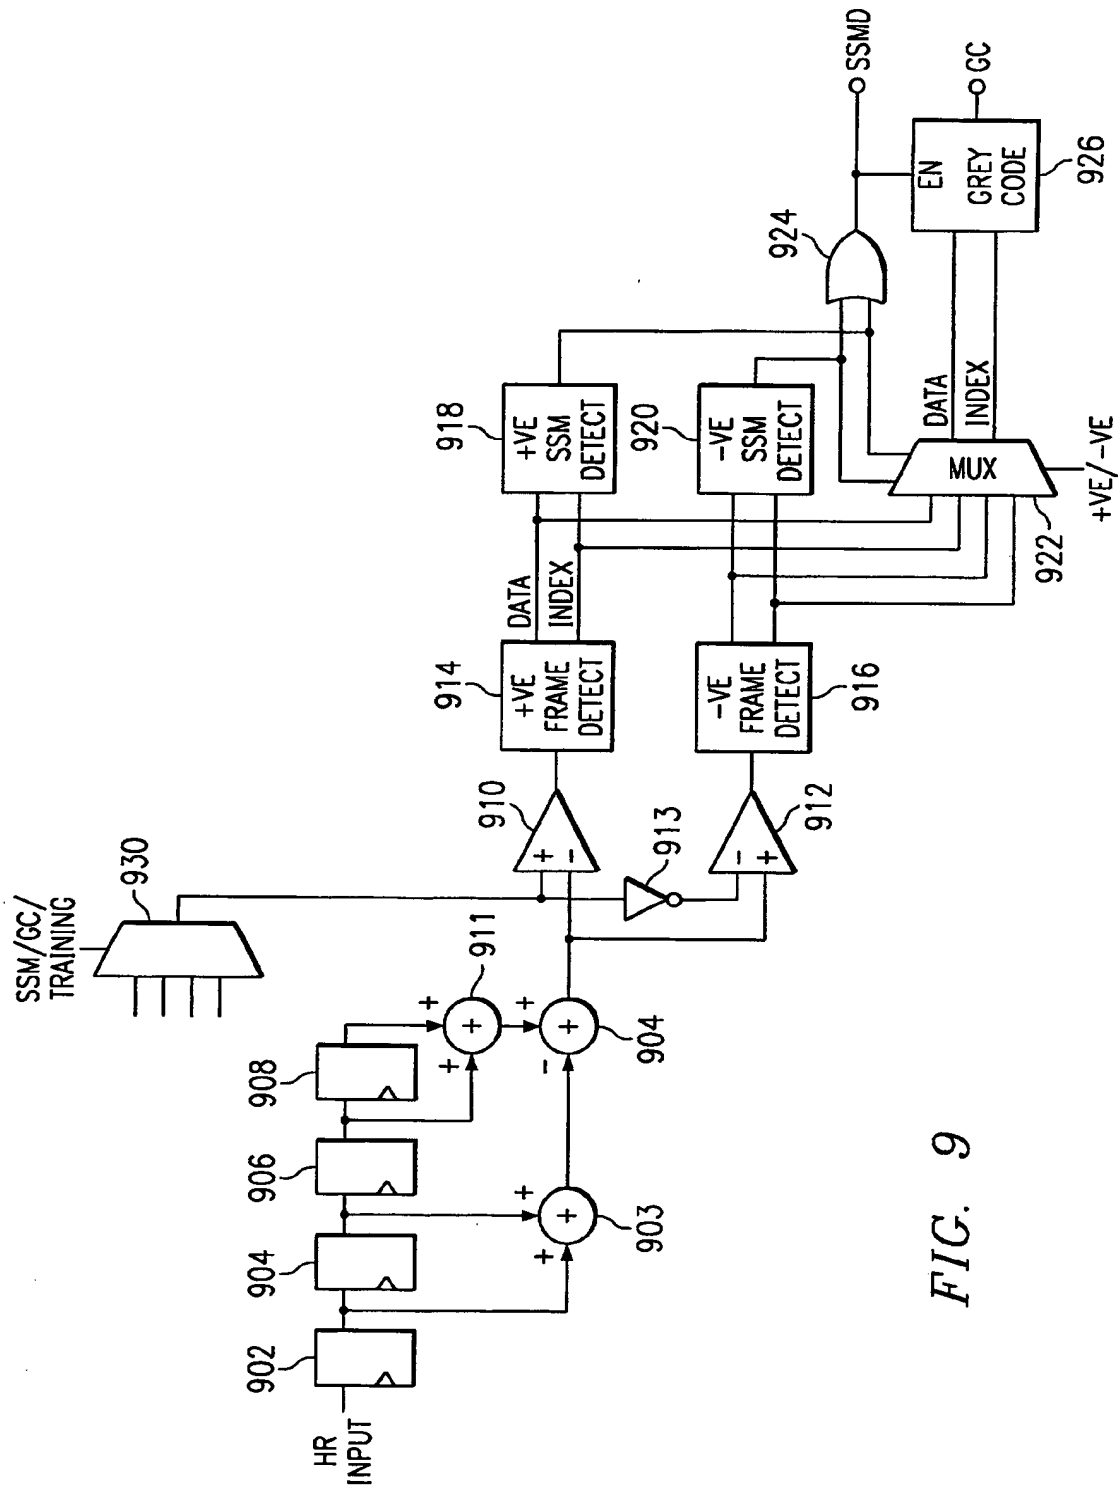 SSM/GC/
TRAINING
930
HR
INPUT
902
904
906
908
+
+
911
+
+
+
903
+
+
-
+
904
910
+
-
913
912
-
+
914
+VE
FRAME
DETECT
DATA
INDEX
918
+VE
SSM
DETECT
916
-VE
FRAME
DETECT
920
-VE
SSM
DETECT
922
MUX
+VE/-VE
DATA
INDEX
924
SSMD
EN
GREY
CODE
926
GC
FIG. 9